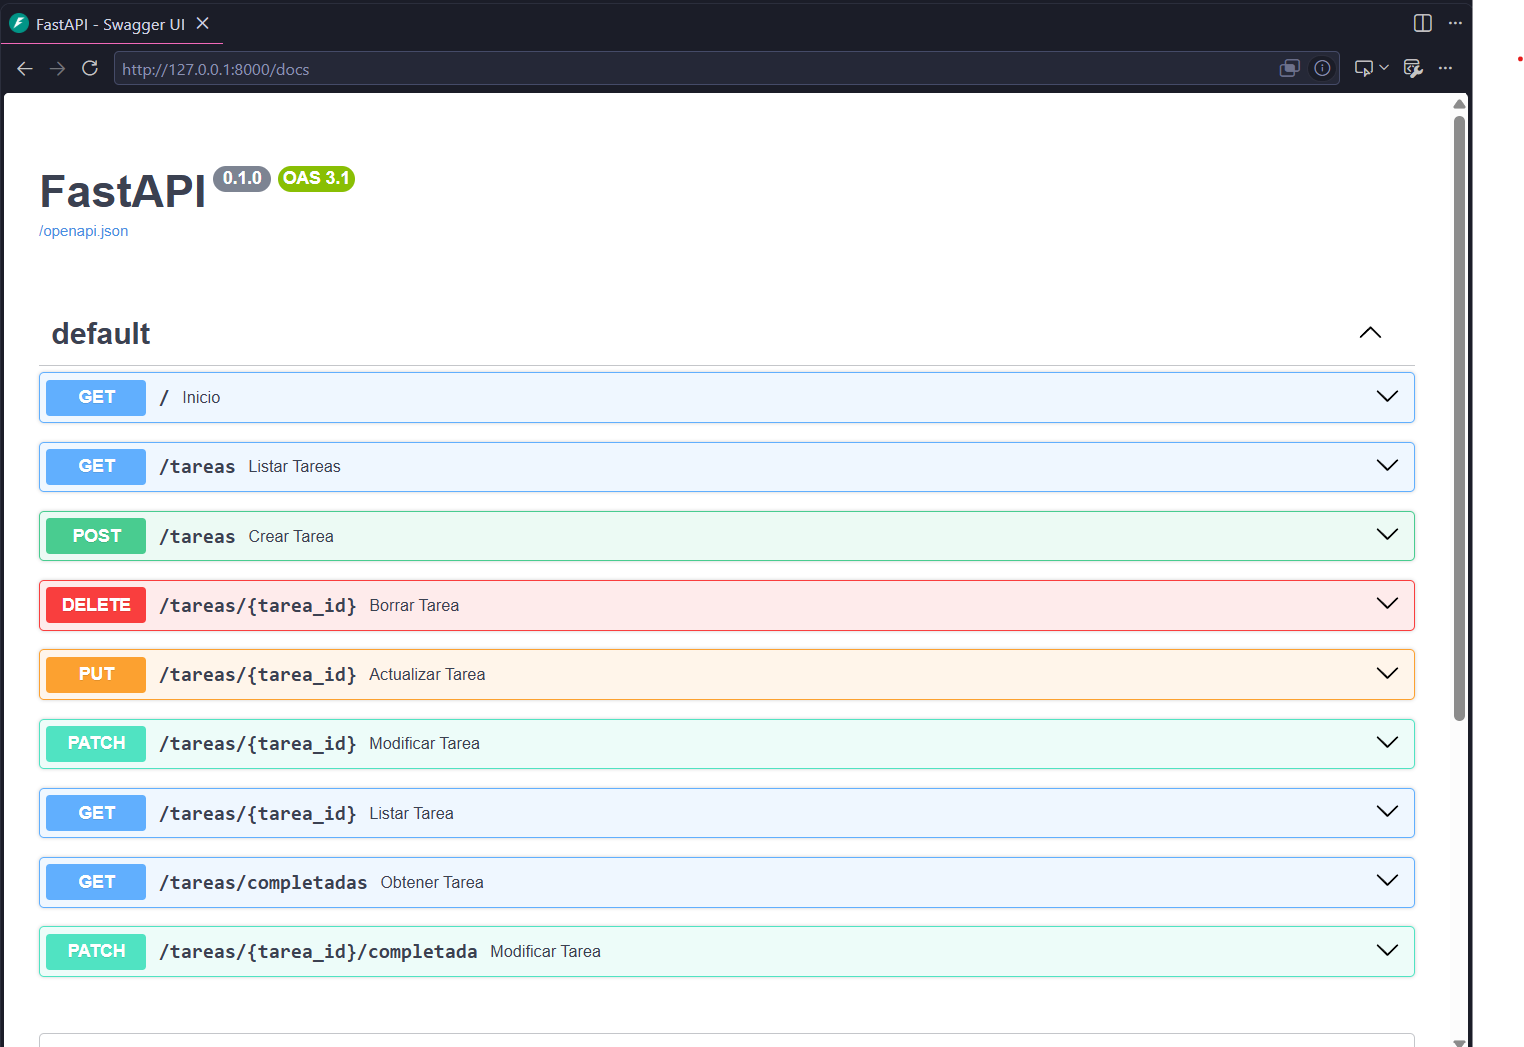 FastAPI - Swagger UI
http://127.0.0.1:8000/docs
FastAPI 0.1.0 OAS 3.1
/openapi.json
default
GET / Inicio
GET /tareas Listar Tareas
POST /tareas Crear Tarea
DELETE /tareas/{tarea_id} Borrar Tarea
PUT /tareas/{tarea_id} Actualizar Tarea
PATCH /tareas/{tarea_id} Modificar Tarea
GET /tareas/{tarea_id} Listar Tarea
GET /tareas/completadas Obtener Tarea
PATCH /tareas/{tarea_id}/completada Modificar Tarea